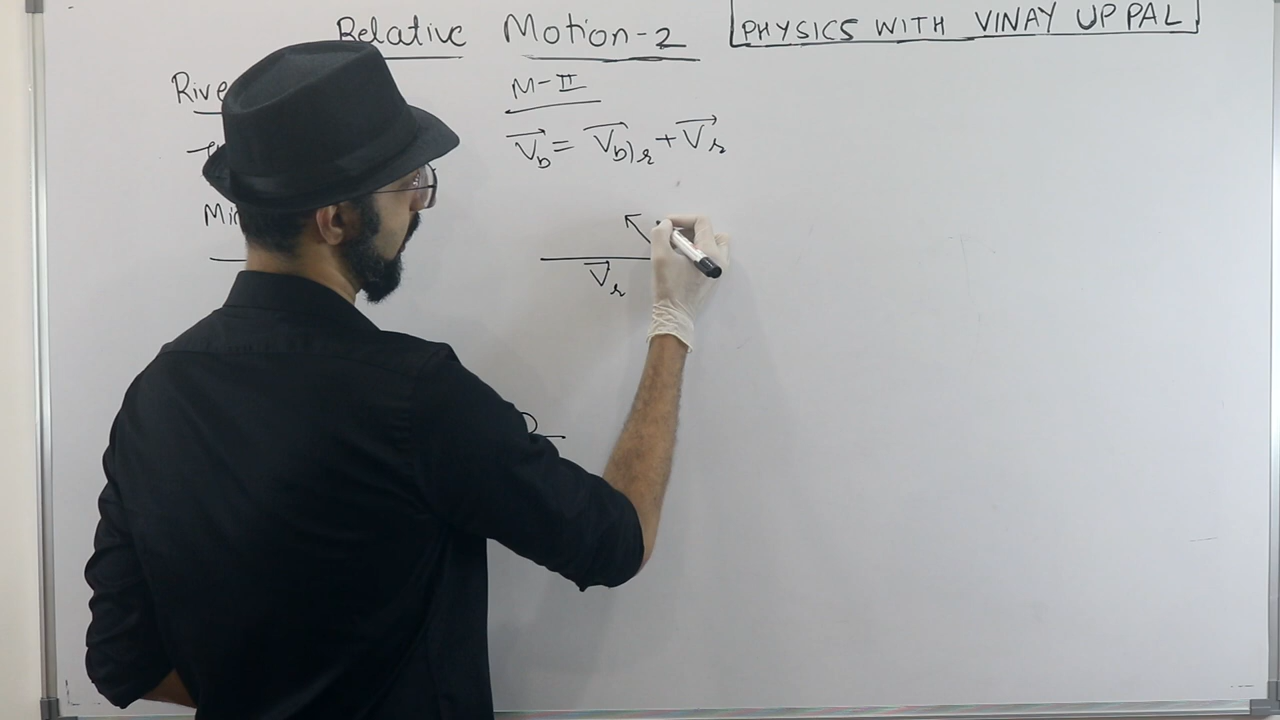 Relative Motion-2
PHYSICS WITH VINAY UPPAL
M-II
V⃗b = V⃗b)r + V⃗r
V⃗r